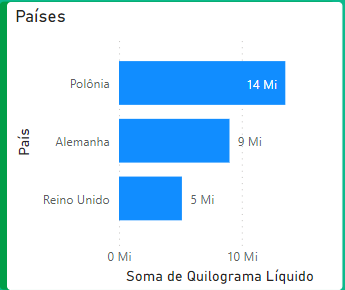 Países
País
Polônia
14 Mi
Alemanha
9 Mi
Reino Unido
5 Mi
0 Mi
10 Mi
Soma de Quilograma Líquido